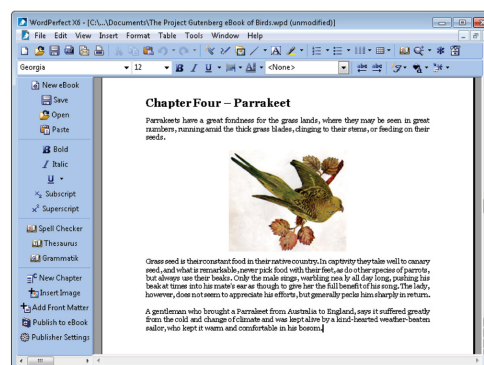 WordPerfect X6 - [C:\...\Documents\The Project Gutenberg eBook of Birds.wpd (unmodified)]
File Edit View Insert Format Table Tools Window Help
Georgia 12 B I U <None> abc
New eBook
Save
Open
Paste
B Bold
I Italic
U
X₂ Subscript
x² Superscript
Spell Checker
Thesaurus
Grammatik
New Chapter
Insert Image
Add Front Matter
Publish to eBook
Publisher Settings
Chapter Four – Parrakeet
Parrakeets have a great fondness for the grass lands, where they may be seen in great
numbers, running amid the thick grass blades, clinging to their stems, or feeding on their
seeds.
Grass seed is their constant food in their native country. In captivity they take well to canary
seed, and what is remarkable, never pick food with their feet, as do other species of parrots,
but always use their beaks. Only the male sings, warbling nearly all day long, pushing his
beak at times into his mate's ear as though to give her the full benefit of his song. The lady,
however, does not seem to appreciate his efforts, but generally pecks him sharply in return.
A gentleman who brought a Parrakeet from Australia to England, says it suffered greatly
from the cold and change of climate and was kept alive by a kind-hearted weather-beaten
sailor, who kept it warm and comfortable in his bosom.